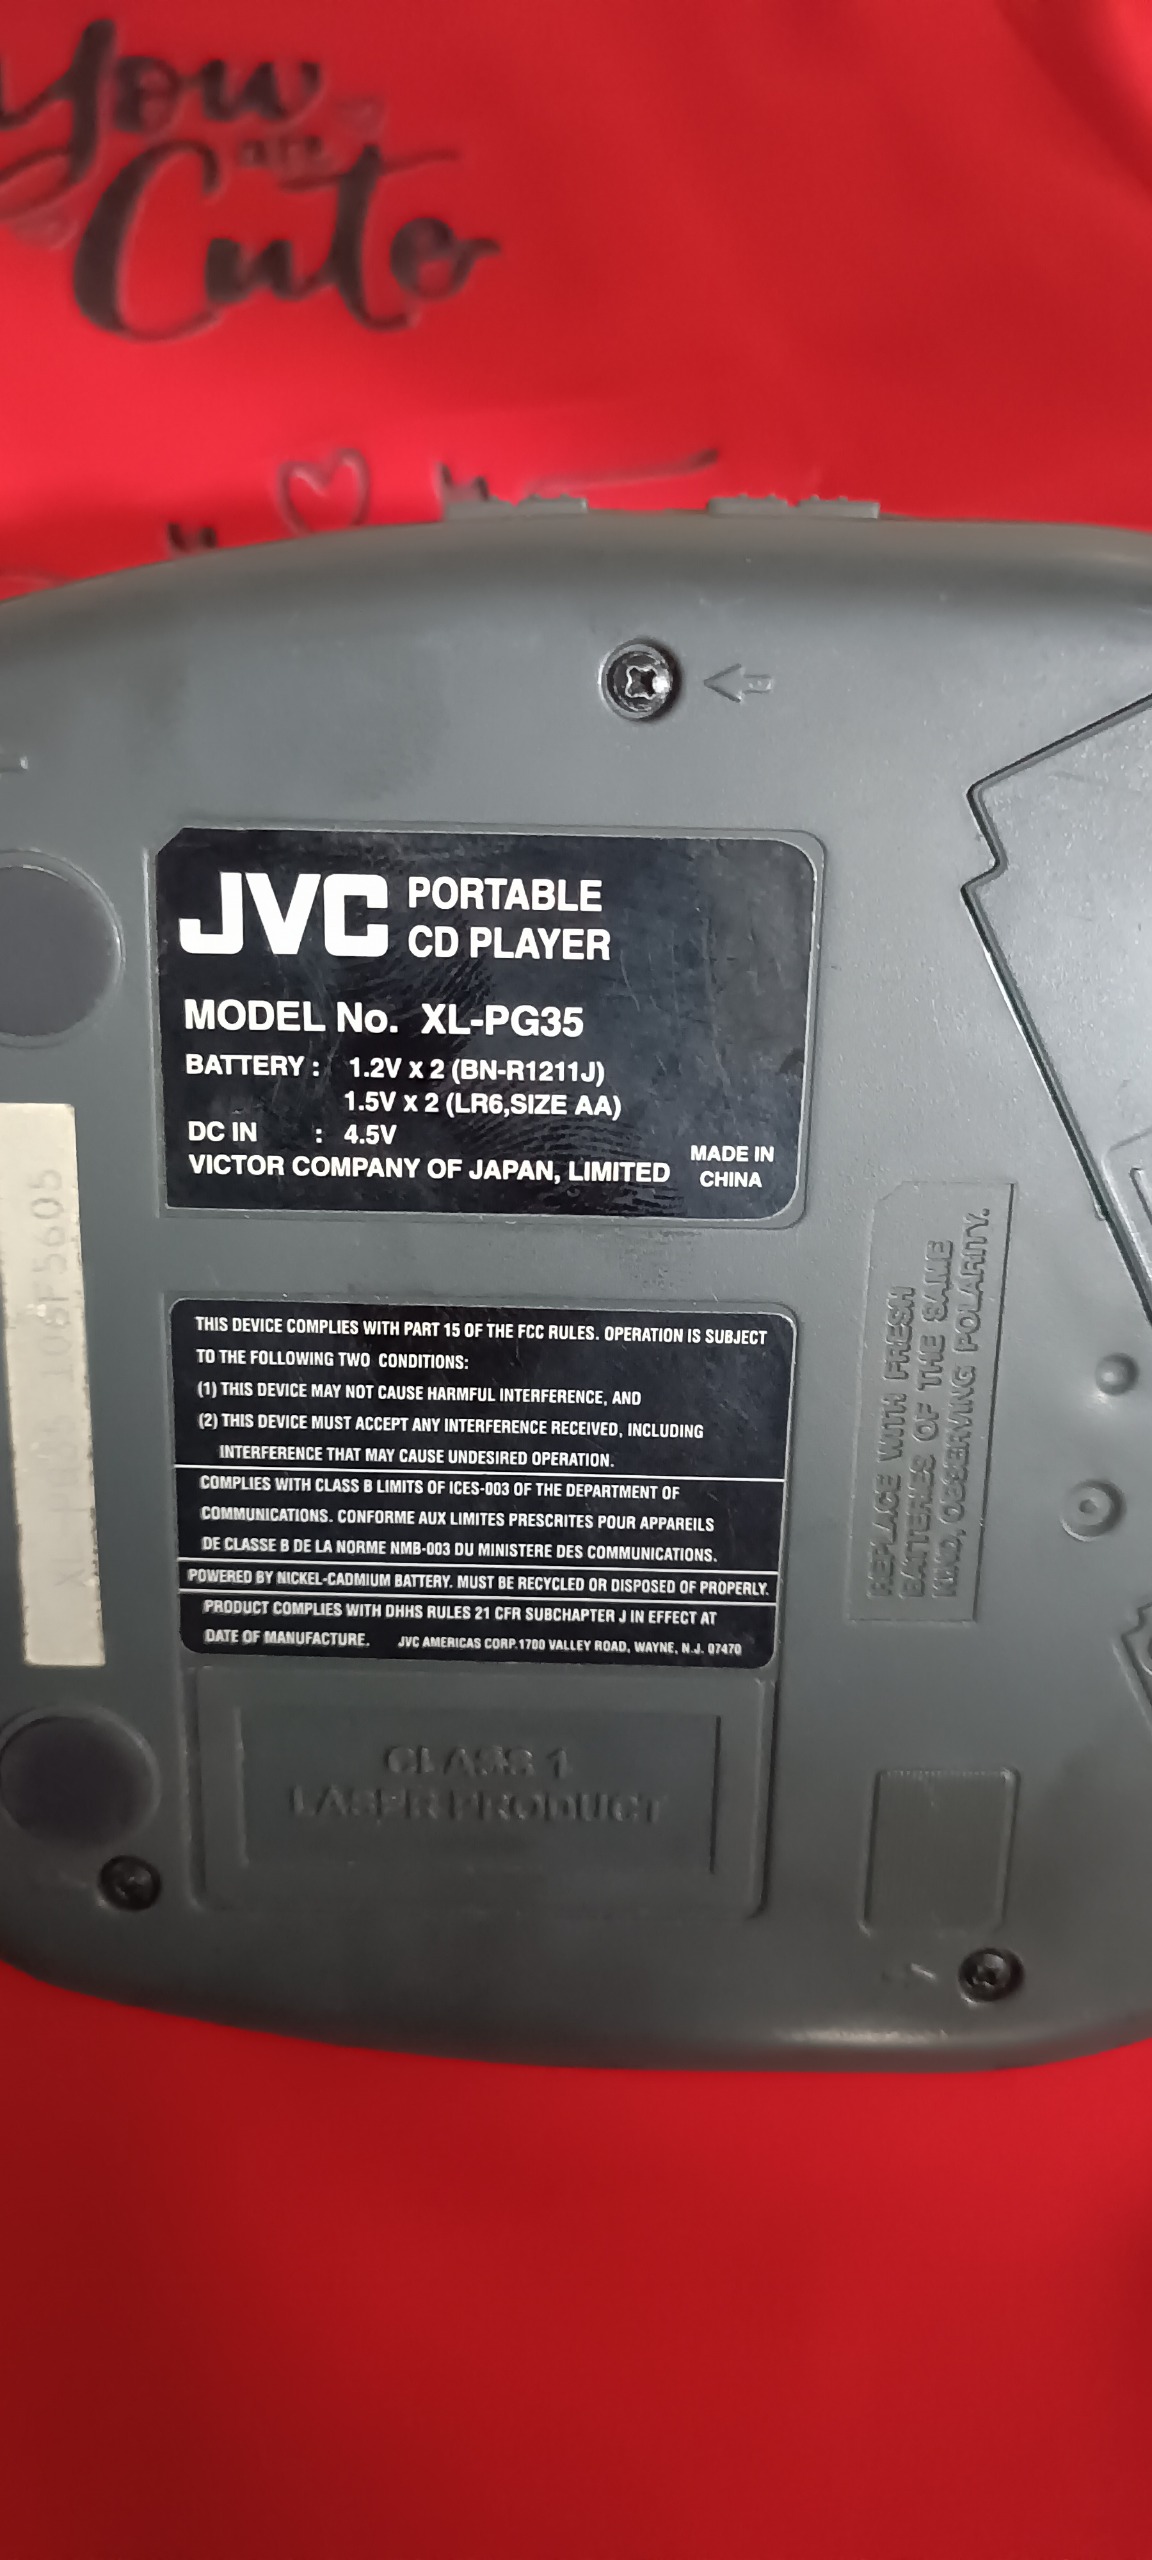 You
are
Cute
JVC PORTABLE
CD PLAYER
MODEL No. XL-PG35
BATTERY : 1.2V x 2 (BN-R1211J)
1.5V x 2 (LR6,SIZE AA)
DC IN : 4.5V
VICTOR COMPANY OF JAPAN, LIMITED
MADE IN
CHINA
THIS DEVICE COMPLIES WITH PART 15 OF THE FCC RULES. OPERATION IS SUBJECT
TO THE FOLLOWING TWO CONDITIONS:
(1) THIS DEVICE MAY NOT CAUSE HARMFUL INTERFERENCE, AND
(2) THIS DEVICE MUST ACCEPT ANY INTERFERENCE RECEIVED, INCLUDING
INTERFERENCE THAT MAY CAUSE UNDESIRED OPERATION.
COMPLIES WITH CLASS B LIMITS OF ICES-003 OF THE DEPARTMENT OF
COMMUNICATIONS. CONFORME AUX LIMITES PRESCRITES POUR APPAREILS
DE CLASSE B DE LA NORME NMB-003 DU MINISTERE DES COMMUNICATIONS.
POWERED BY NICKEL-CADMIUM BATTERY. MUST BE RECYCLED OR DISPOSED OF PROPERLY.
PRODUCT COMPLIES WITH DHHS RULES 21 CFR SUBCHAPTER J IN EFFECT AT
DATE OF MANUFACTURE. JVC AMERICAS CORP.1700 VALLEY ROAD, WAYNE, N.J. 07470
CLASS 1
LASER PRODUCT
REPLACE WITH FRESH
BATTERIES OF THE SAME
KIND, OBSERVING POLARITY.